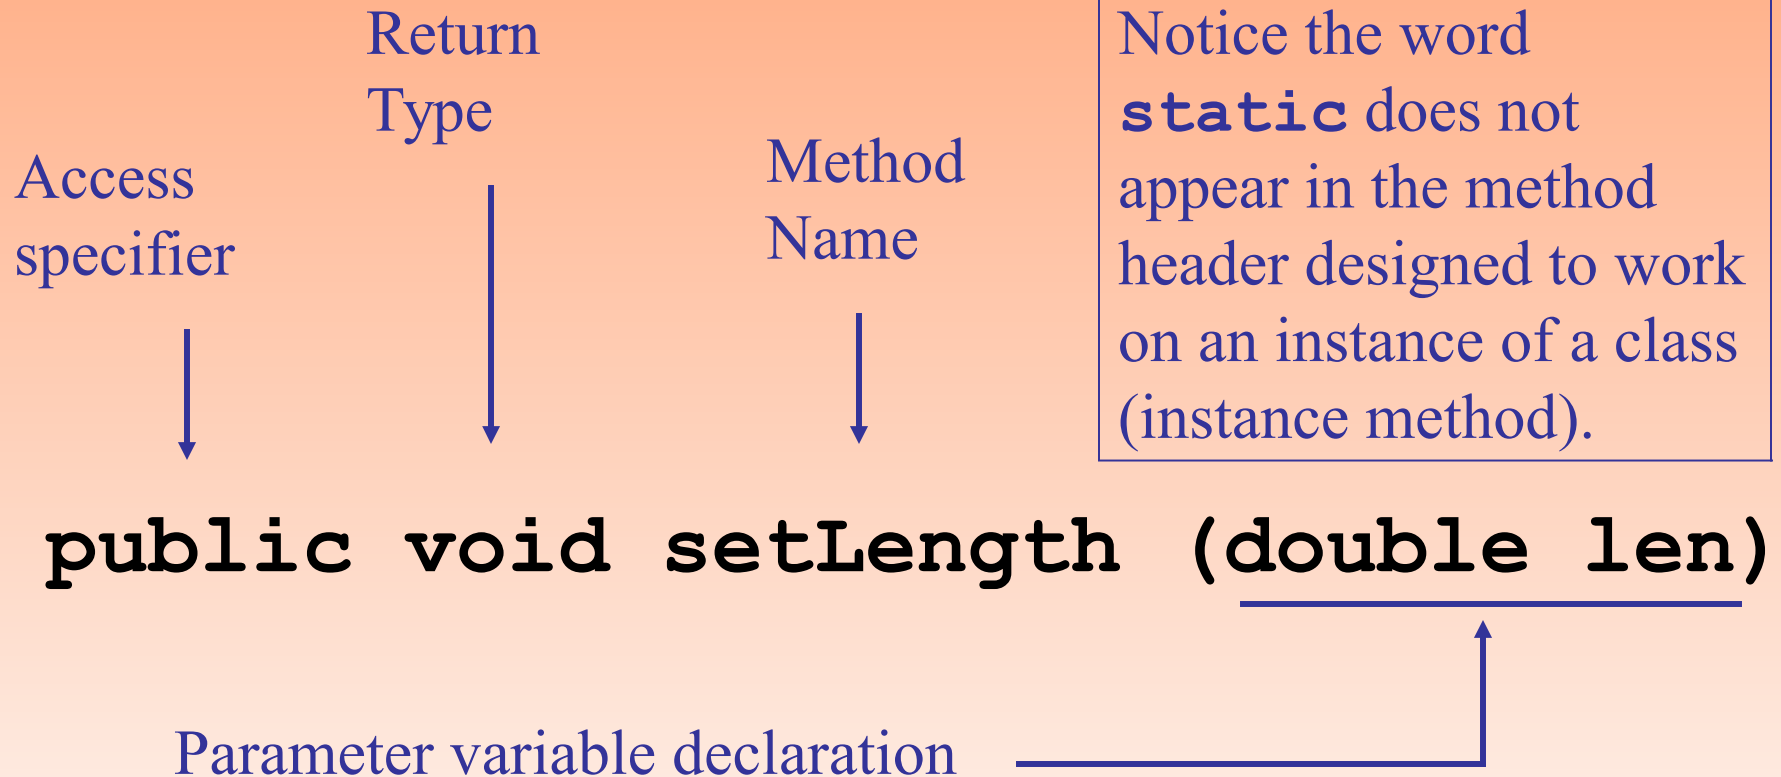 Return
Type
Access
specifier
Method
Name
Notice the word
static does not
appear in the method
header designed to work
on an instance of a class
(instance method).
public void setLength (double len)
Parameter variable declaration